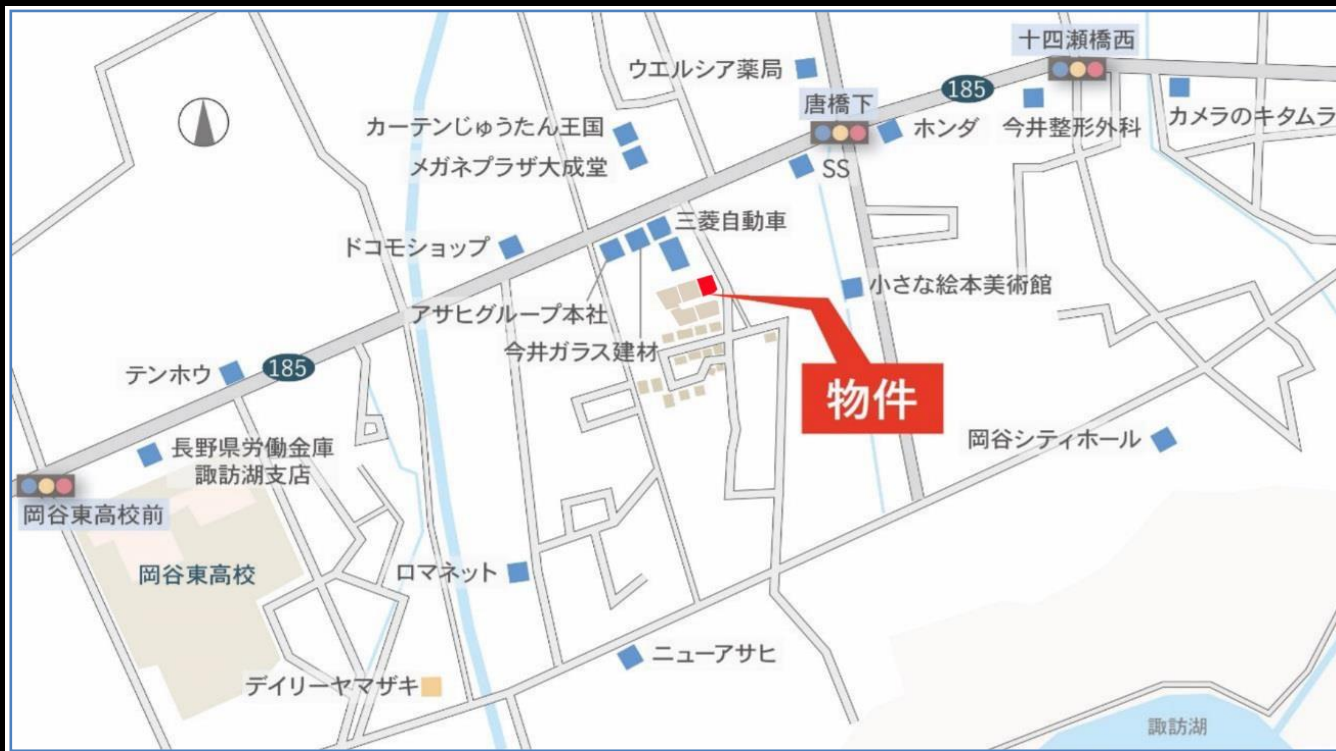 十四瀬橋西
ウエルシア薬局
185
唐橋下
カメラのキタムラ
カーテンじゅうたん王国
ホンダ
今井整形外科
メガネプラザ大成堂
SS
三菱自動車
ドコモショップ
小さな絵本美術館
アサヒグループ本社
今井ガラス建材
テンホウ
185
物件
長野県労働金庫
諏訪湖支店
岡谷シティホール
岡谷東高校前
岡谷東高校
ロマネット
ニューアサヒ
デイリーヤマザキ
諏訪湖